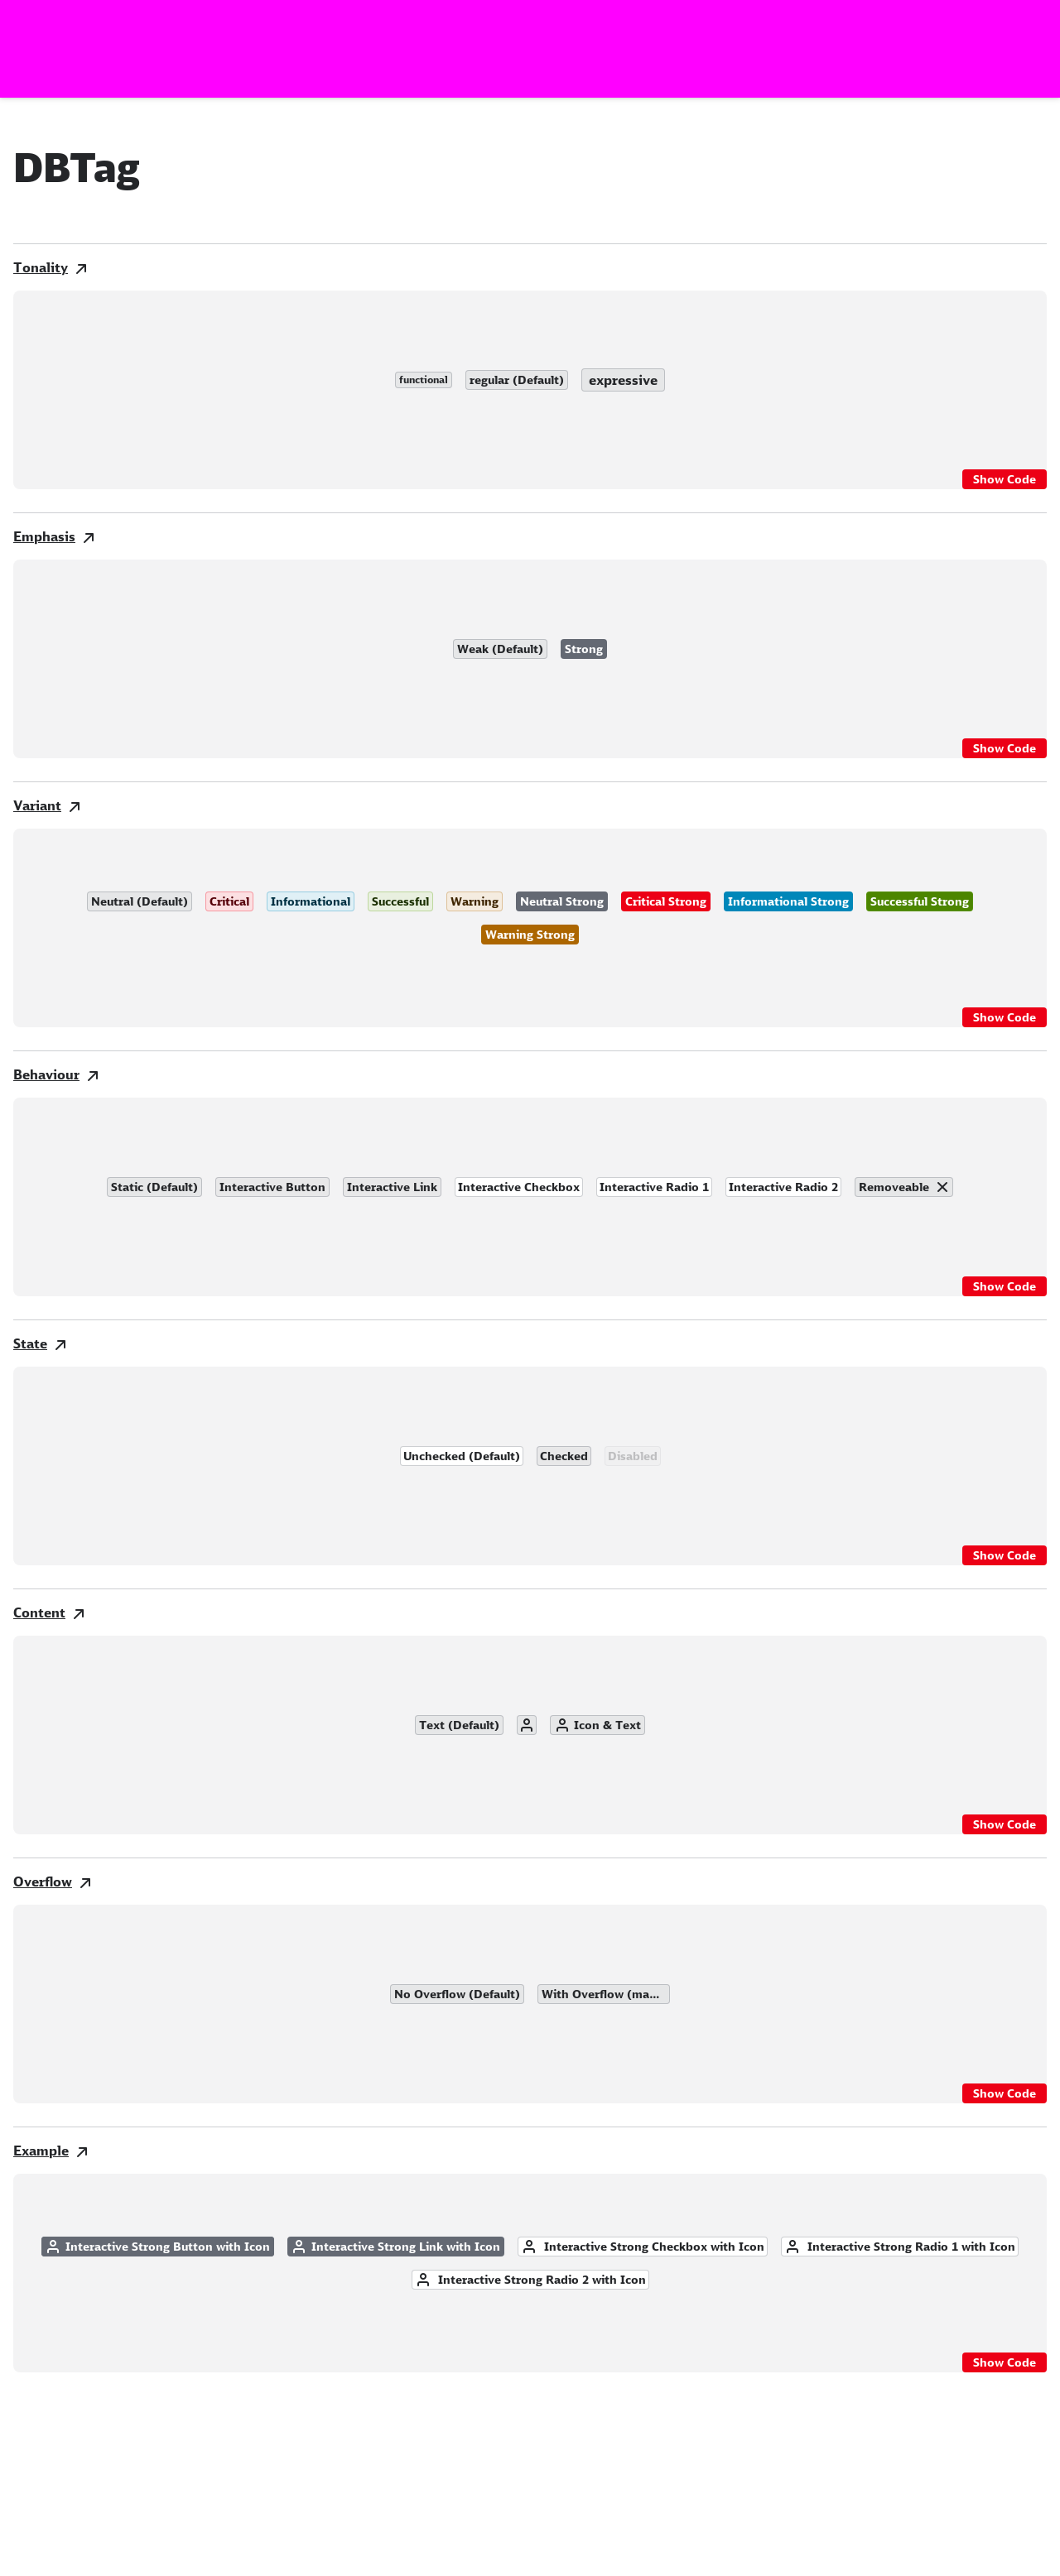 DBTag
Tonality
functional regular (Default) expressive
Show Code
Emphasis
Weak (Default) Strong
Show Code
Variant
Neutral (Default) Critical Informational Successful Warning Neutral Strong Critical Strong Informational Strong Successful Strong
Warning Strong
Show Code
Behaviour
Static (Default) Interactive Button Interactive Link Interactive Checkbox Interactive Radio 1 Interactive Radio 2 Removeable
Show Code
State
Unchecked (Default) Checked Disabled
Show Code
Content
Text (Default) Icon & Text
Show Code
Overflow
No Overflow (Default) With Overflow (ma...
Show Code
Example
Interactive Strong Button with Icon Interactive Strong Link with Icon Interactive Strong Checkbox with Icon Interactive Strong Radio 1 with Icon
Interactive Strong Radio 2 with Icon
Show Code